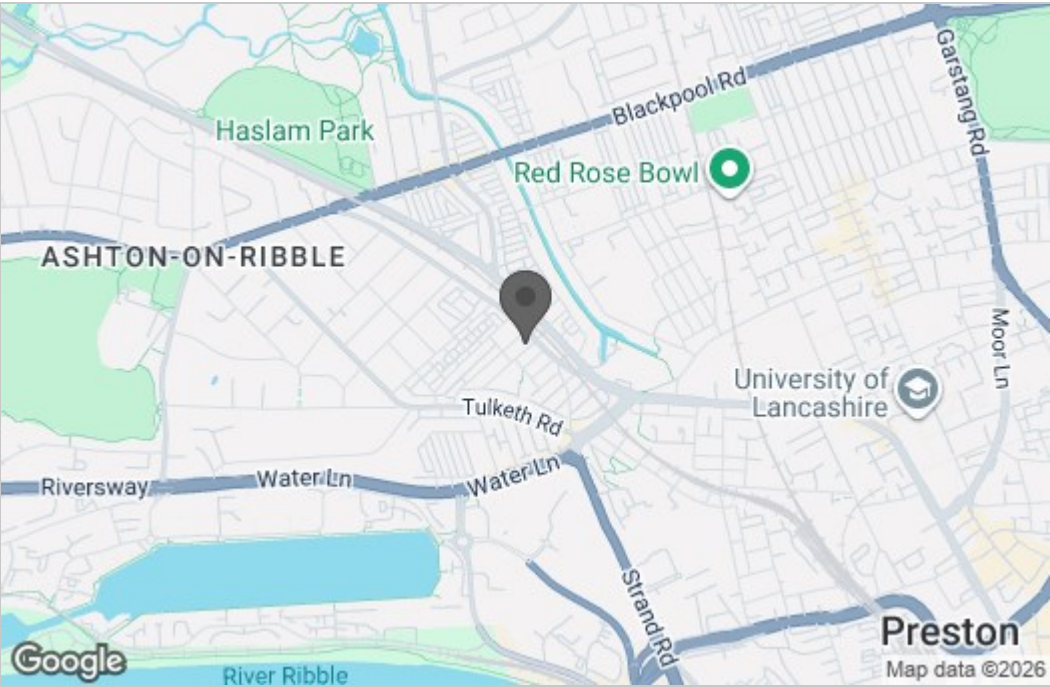 Garstang Rd
Blackpool Rd
Haslam Park
Red Rose Bowl
ASHTON-ON-RIBBLE
Moor Ln
University of
Lancashire
Tulketh Rd
Riversway
Water Ln
Water Ln
Strand Rd
Preston
Google
River Ribble
Map data ©2026